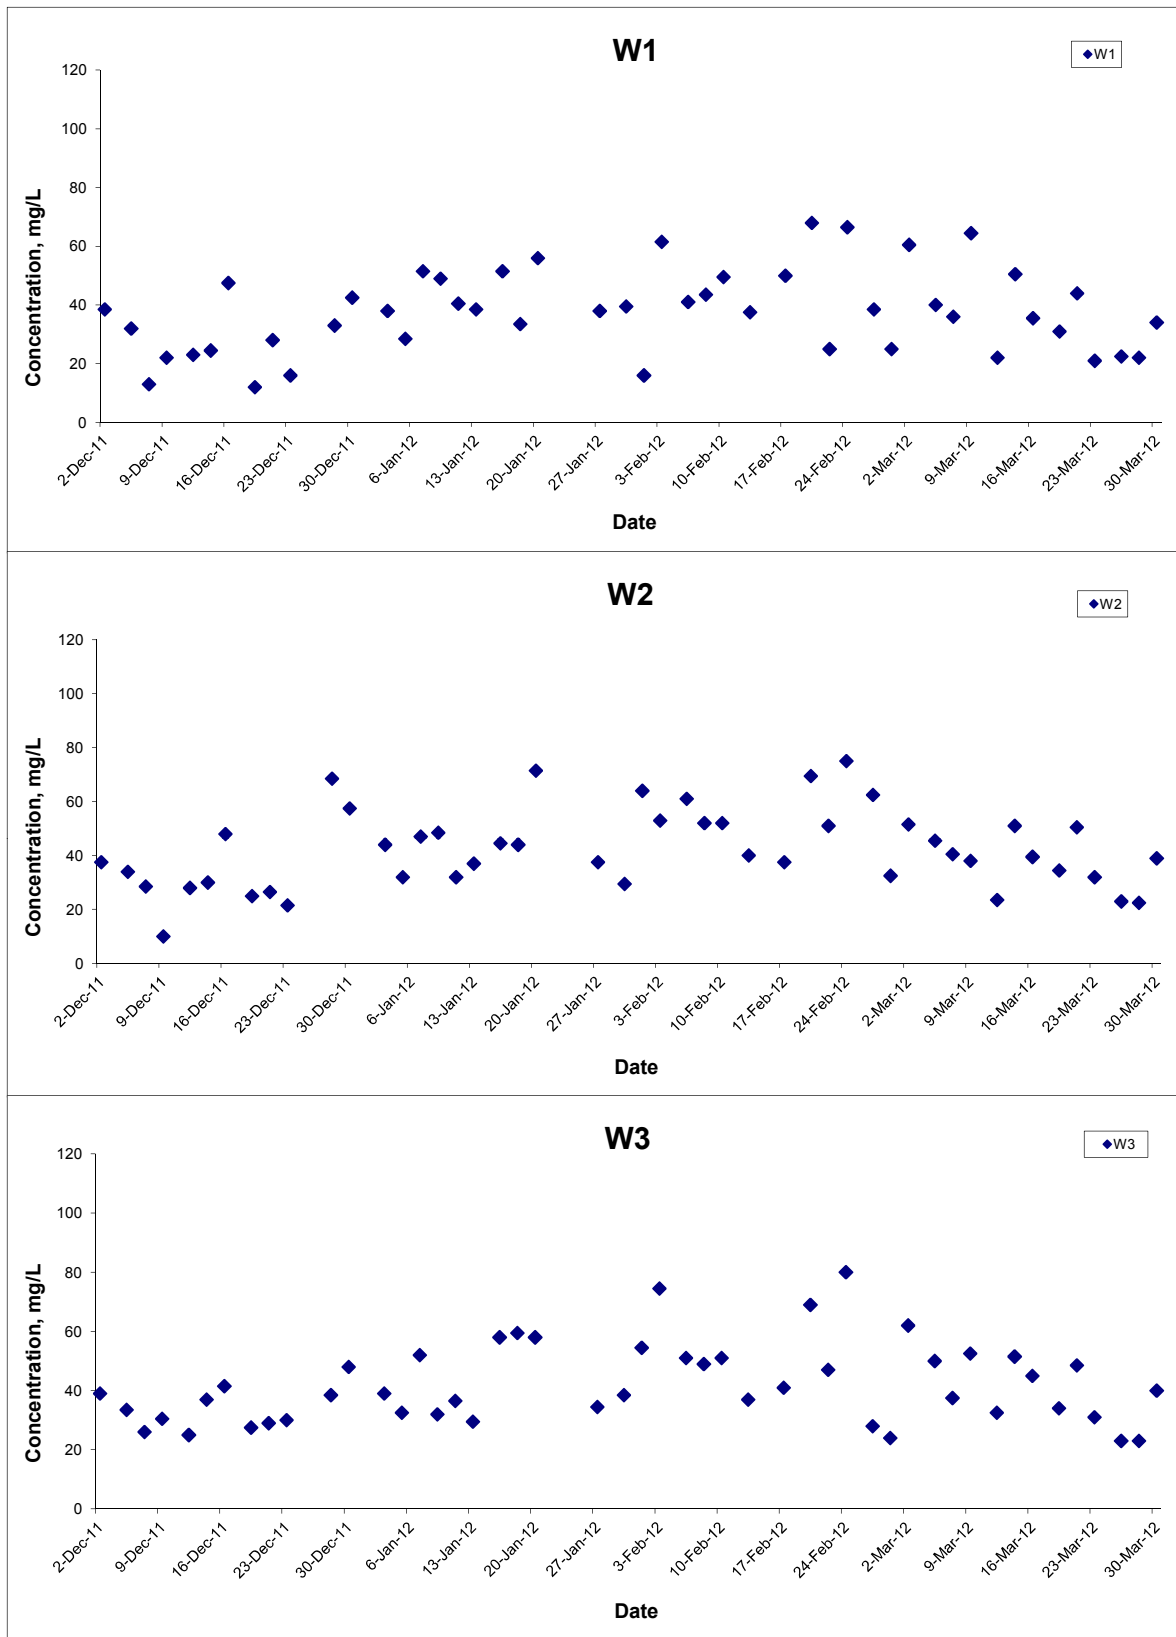 W1
W1
120
100
80
60
40
20
0
Concentration, mg/L
2-Dec-11 9-Dec-11 16-Dec-11 23-Dec-11 30-Dec-11 6-Jan-12 13-Jan-12 20-Jan-12 27-Jan-12 3-Feb-12 10-Feb-12 17-Feb-12 24-Feb-12 2-Mar-12 9-Mar-12 16-Mar-12 23-Mar-12 30-Mar-12
Date
W2
W2
120
100
80
60
40
20
0
Concentration, mg/L
2-Dec-11 9-Dec-11 16-Dec-11 23-Dec-11 30-Dec-11 6-Jan-12 13-Jan-12 20-Jan-12 27-Jan-12 3-Feb-12 10-Feb-12 17-Feb-12 24-Feb-12 2-Mar-12 9-Mar-12 16-Mar-12 23-Mar-12 30-Mar-12
Date
W3
W3
120
100
80
60
40
20
0
Concentration, mg/L
2-Dec-11 9-Dec-11 16-Dec-11 23-Dec-11 30-Dec-11 6-Jan-12 13-Jan-12 20-Jan-12 27-Jan-12 3-Feb-12 10-Feb-12 17-Feb-12 24-Feb-12 2-Mar-12 9-Mar-12 16-Mar-12 23-Mar-12 30-Mar-12
Date